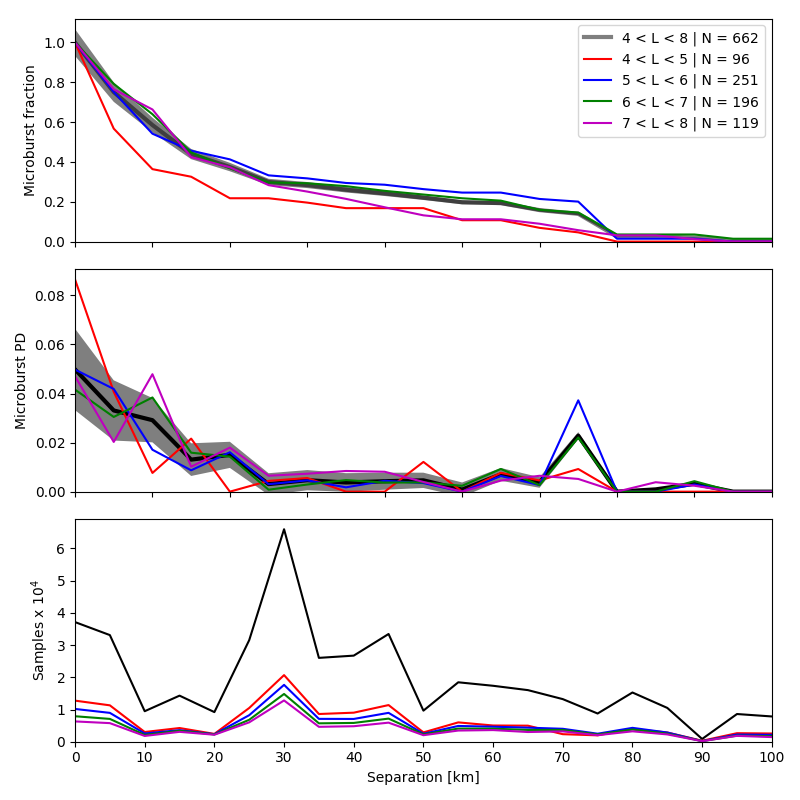 1.0
0.8
0.6
0.4
0.2
0.0
Microburst fraction
4 < L < 8 | N = 662
4 < L < 5 | N = 96
5 < L < 6 | N = 251
6 < L < 7 | N = 196
7 < L < 8 | N = 119
0.08
0.06
0.04
0.02
0.00
Microburst PD
6
5
4
3
2
1
0
Samples x 10⁴
0 10 20 30 40 50 60 70 80 90 100
Separation [km]